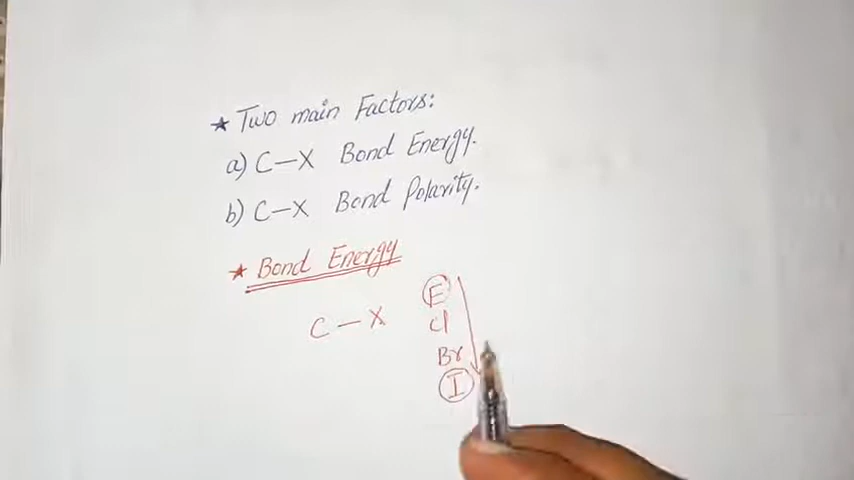 ★ Two main Factors:
a) C—X Bond Energy.
b) C—X Bond Polarity.
★ Bond Energy
C—X
F
Cl
Br
I